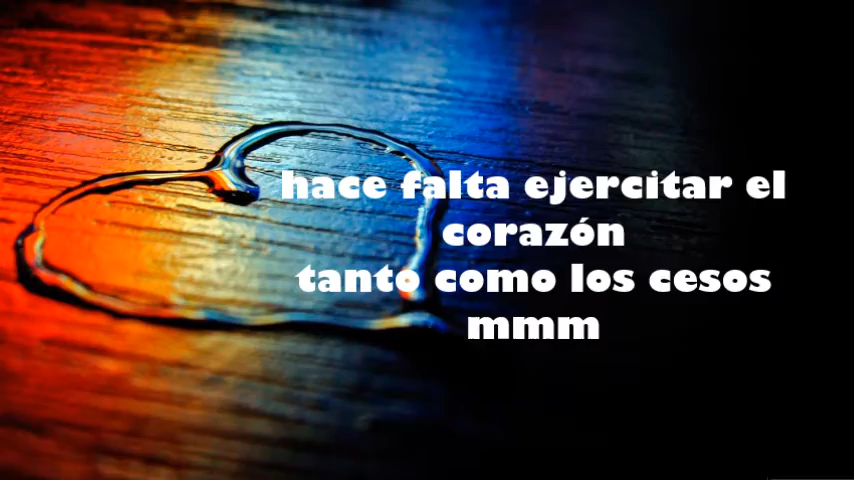 hace falta ejercitar el
corazón
tanto como los cesos
mmm